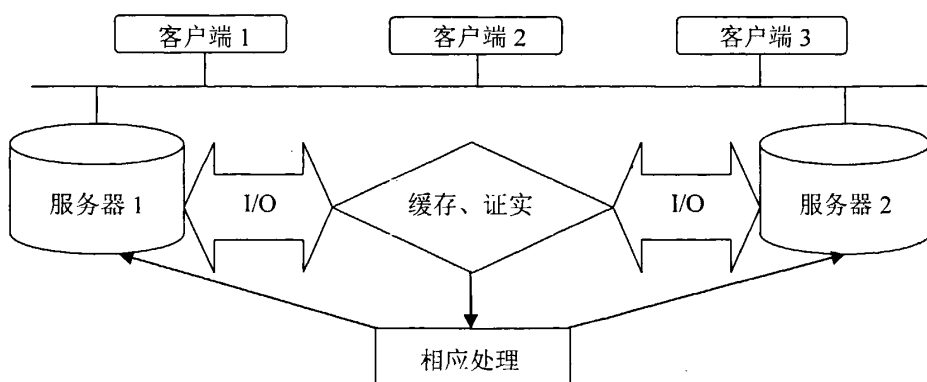 客户端 1
客户端 2
客户端 3
服务器 1
I/O
缓存、证实
I/O
服务器 2
相应处理